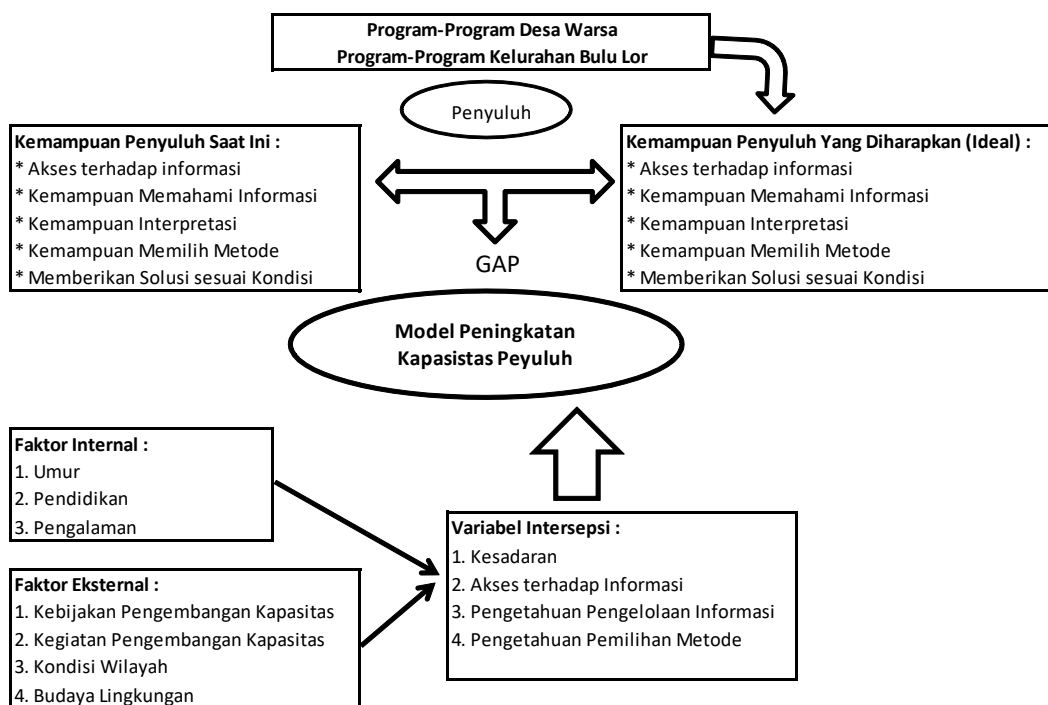 Program-Program Desa Warsa
Program-Program Kelurahan Bulu Lor
Penyuluh
Kemampuan Penyuluh Saat Ini :
* Akses terhadap informasi
* Kemampuan Memahami Informasi
* Kemampuan Interpretasi
* Kemampuan Memilih Metode
* Memberikan Solusi sesuai Kondisi
Kemampuan Penyuluh Yang Diharapkan (Ideal) :
* Akses terhadap informasi
* Kemampuan Memahami Informasi
* Kemampuan Interpretasi
* Kemampuan Memilih Metode
* Memberikan Solusi sesuai Kondisi
GAP
Model Peningkatan
Kapasistas Peyuluh
Faktor Internal :
1. Umur
2. Pendidikan
3. Pengalaman
Faktor Eksternal :
1. Kebijakan Pengembangan Kapasitas
2. Kegiatan Pengembangan Kapasitas
3. Kondisi Wilayah
4. Budaya Lingkungan
Variabel Intersepsi :
1. Kesadaran
2. Akses terhadap Informasi
3. Pengetahuan Pengelolaan Informasi
4. Pengetahuan Pemilihan Metode